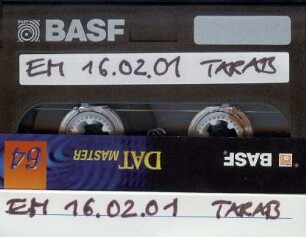 BASF
EM 16.02.01 TARAB
64 DAT MASTER BASF
EM 16.02.01 TARAB